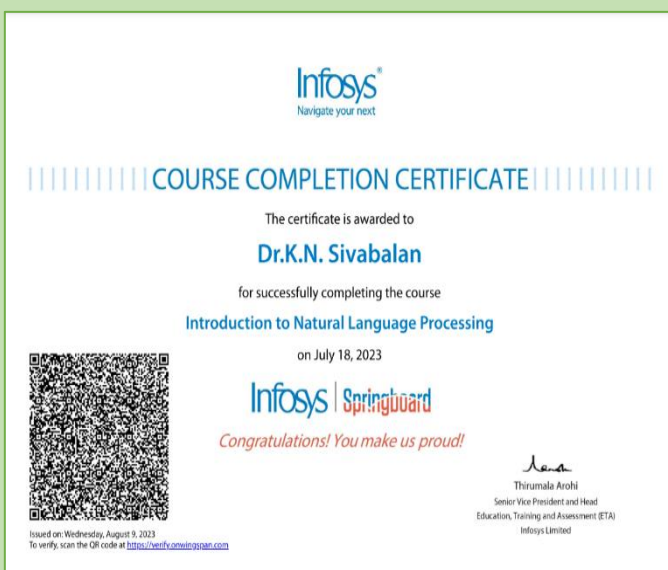 Infosys®
Navigate your next
COURSE COMPLETION CERTIFICATE
The certificate is awarded to
Dr.K.N. Sivabalan
for successfully completing the course
Introduction to Natural Language Processing
on July 18, 2023
Infosys | Springboard
Congratulations! You make us proud!
Thirumala Arohi
Senior Vice President and Head
Education, Training and Assessment (ETA)
Infosys Limited
Issued on: Wednesday, August 9, 2023
To verify, scan the QR code at https://verify.onwingspan.com